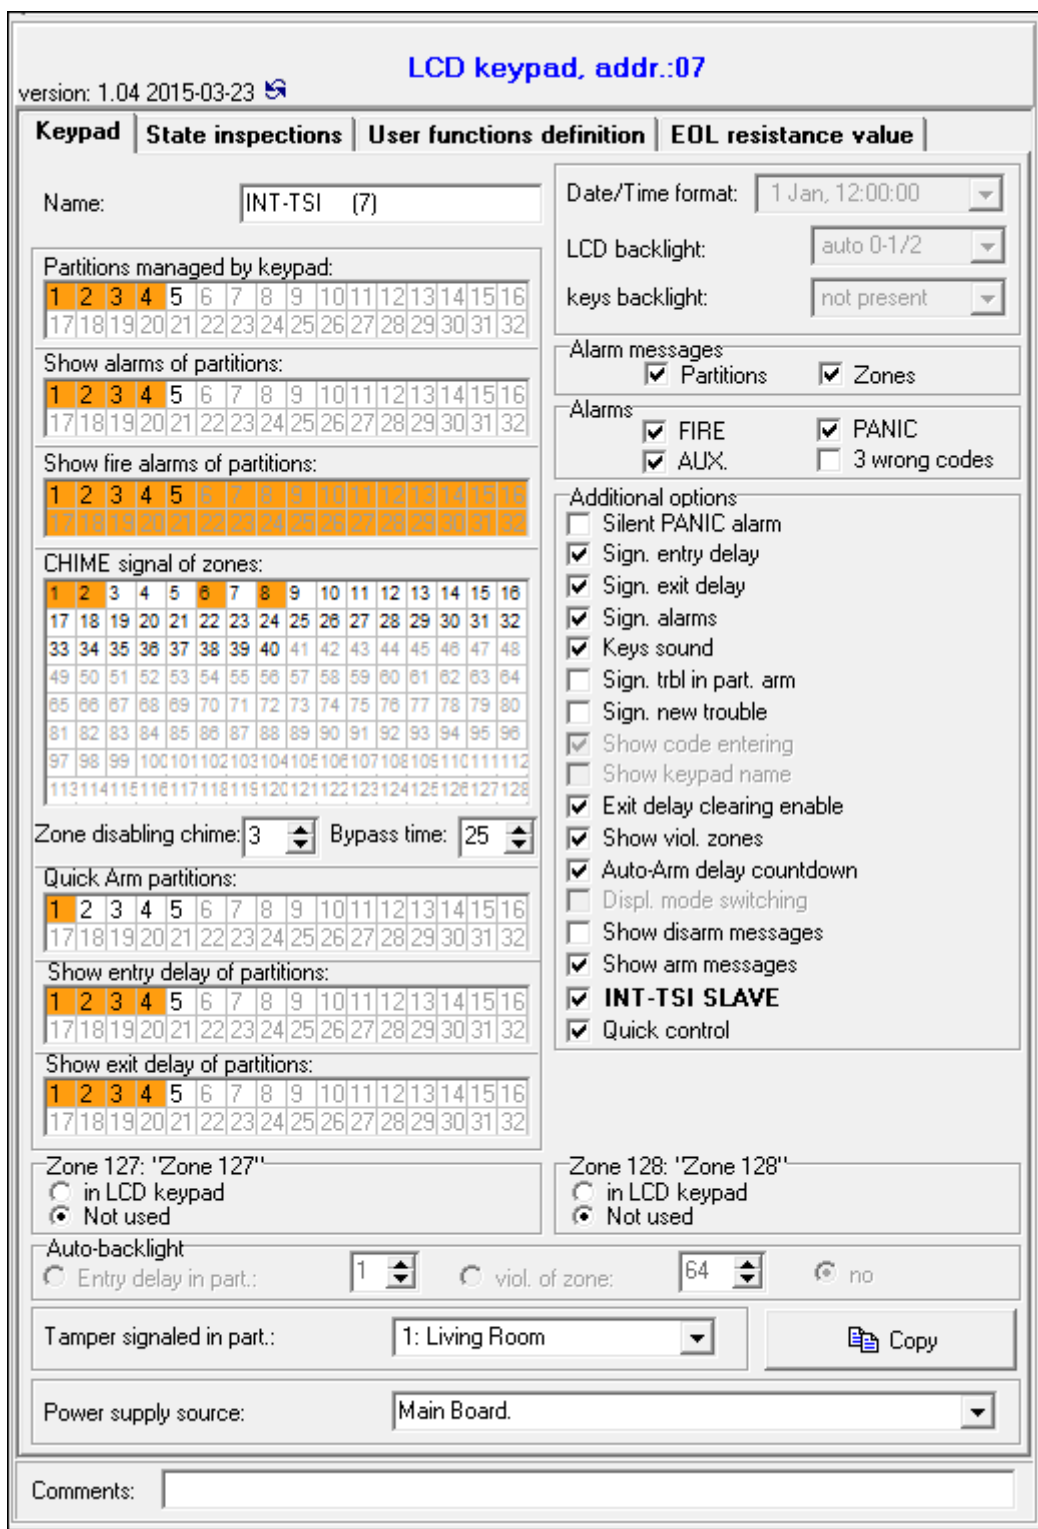 LCD keypad, addr.:07
version: 1.04 2015-03-23
Keypad State inspections User functions definition EOL resistance value
Name: INT-TSI (7)
Partitions managed by keypad:
1 2 3 4 5 6 7 8 9 10 11 12 13 14 15 16
17 18 19 20 21 22 23 24 25 26 27 28 29 30 31 32
Show alarms of partitions:
1 2 3 4 5 6 7 8 9 10 11 12 13 14 15 16
17 18 19 20 21 22 23 24 25 26 27 28 29 30 31 32
Show fire alarms of partitions:
1 2 3 4 5 6 7 8 9 10 11 12 13 14 15 16
17 18 19 20 21 22 23 24 25 26 27 28 29 30 31 32
CHIME signal of zones:
1 2 3 4 5 6 7 8 9 10 11 12 13 14 15 16
17 18 19 20 21 22 23 24 25 26 27 28 29 30 31 32
33 34 35 36 37 38 39 40 41 42 43 44 45 46 47 48
49 50 51 52 53 54 55 56 57 58 59 60 61 62 63 64
65 66 67 68 69 70 71 72 73 74 75 76 77 78 79 80
81 82 83 84 85 86 87 88 89 90 91 92 93 94 95 96
97 98 99 100 101 102 103 104 105 106 107 108 109 110 111 112
113 114 115 116 117 118 119 120 121 122 123 124 125 126 127 128
Zone disabling chime: 3 Bypass time: 25
Quick Arm partitions:
1 2 3 4 5 6 7 8 9 10 11 12 13 14 15 16
17 18 19 20 21 22 23 24 25 26 27 28 29 30 31 32
Show entry delay of partitions:
1 2 3 4 5 6 7 8 9 10 11 12 13 14 15 16
17 18 19 20 21 22 23 24 25 26 27 28 29 30 31 32
Show exit delay of partitions:
1 2 3 4 5 6 7 8 9 10 11 12 13 14 15 16
17 18 19 20 21 22 23 24 25 26 27 28 29 30 31 32
Date/Time format: 1 Jan, 12:00:00
LCD backlight: auto 0-1/2
keys backlight: not present
Alarm messages
Partitions Zones
Alarms
FIRE PANIC
AUX. 3 wrong codes
Additional options
Silent PANIC alarm
Sign. entry delay
Sign. exit delay
Sign. alarms
Keys sound
Sign. trbl in part. arm
Sign. new trouble
Show code entering
Show keypad name
Exit delay clearing enable
Show viol. zones
Auto-Arm delay countdown
Displ. mode switching
Show disarm messages
Show arm messages
INT-TSI SLAVE
Quick control
Zone 127: "Zone 127"
in LCD keypad
Not used
Zone 128: "Zone 128"
in LCD keypad
Not used
Auto-backlight
Entry delay in part.: 1 viol. of zone: 64 no
Tamper signaled in part.: 1: Living Room Copy
Power supply source: Main Board.
Comments: